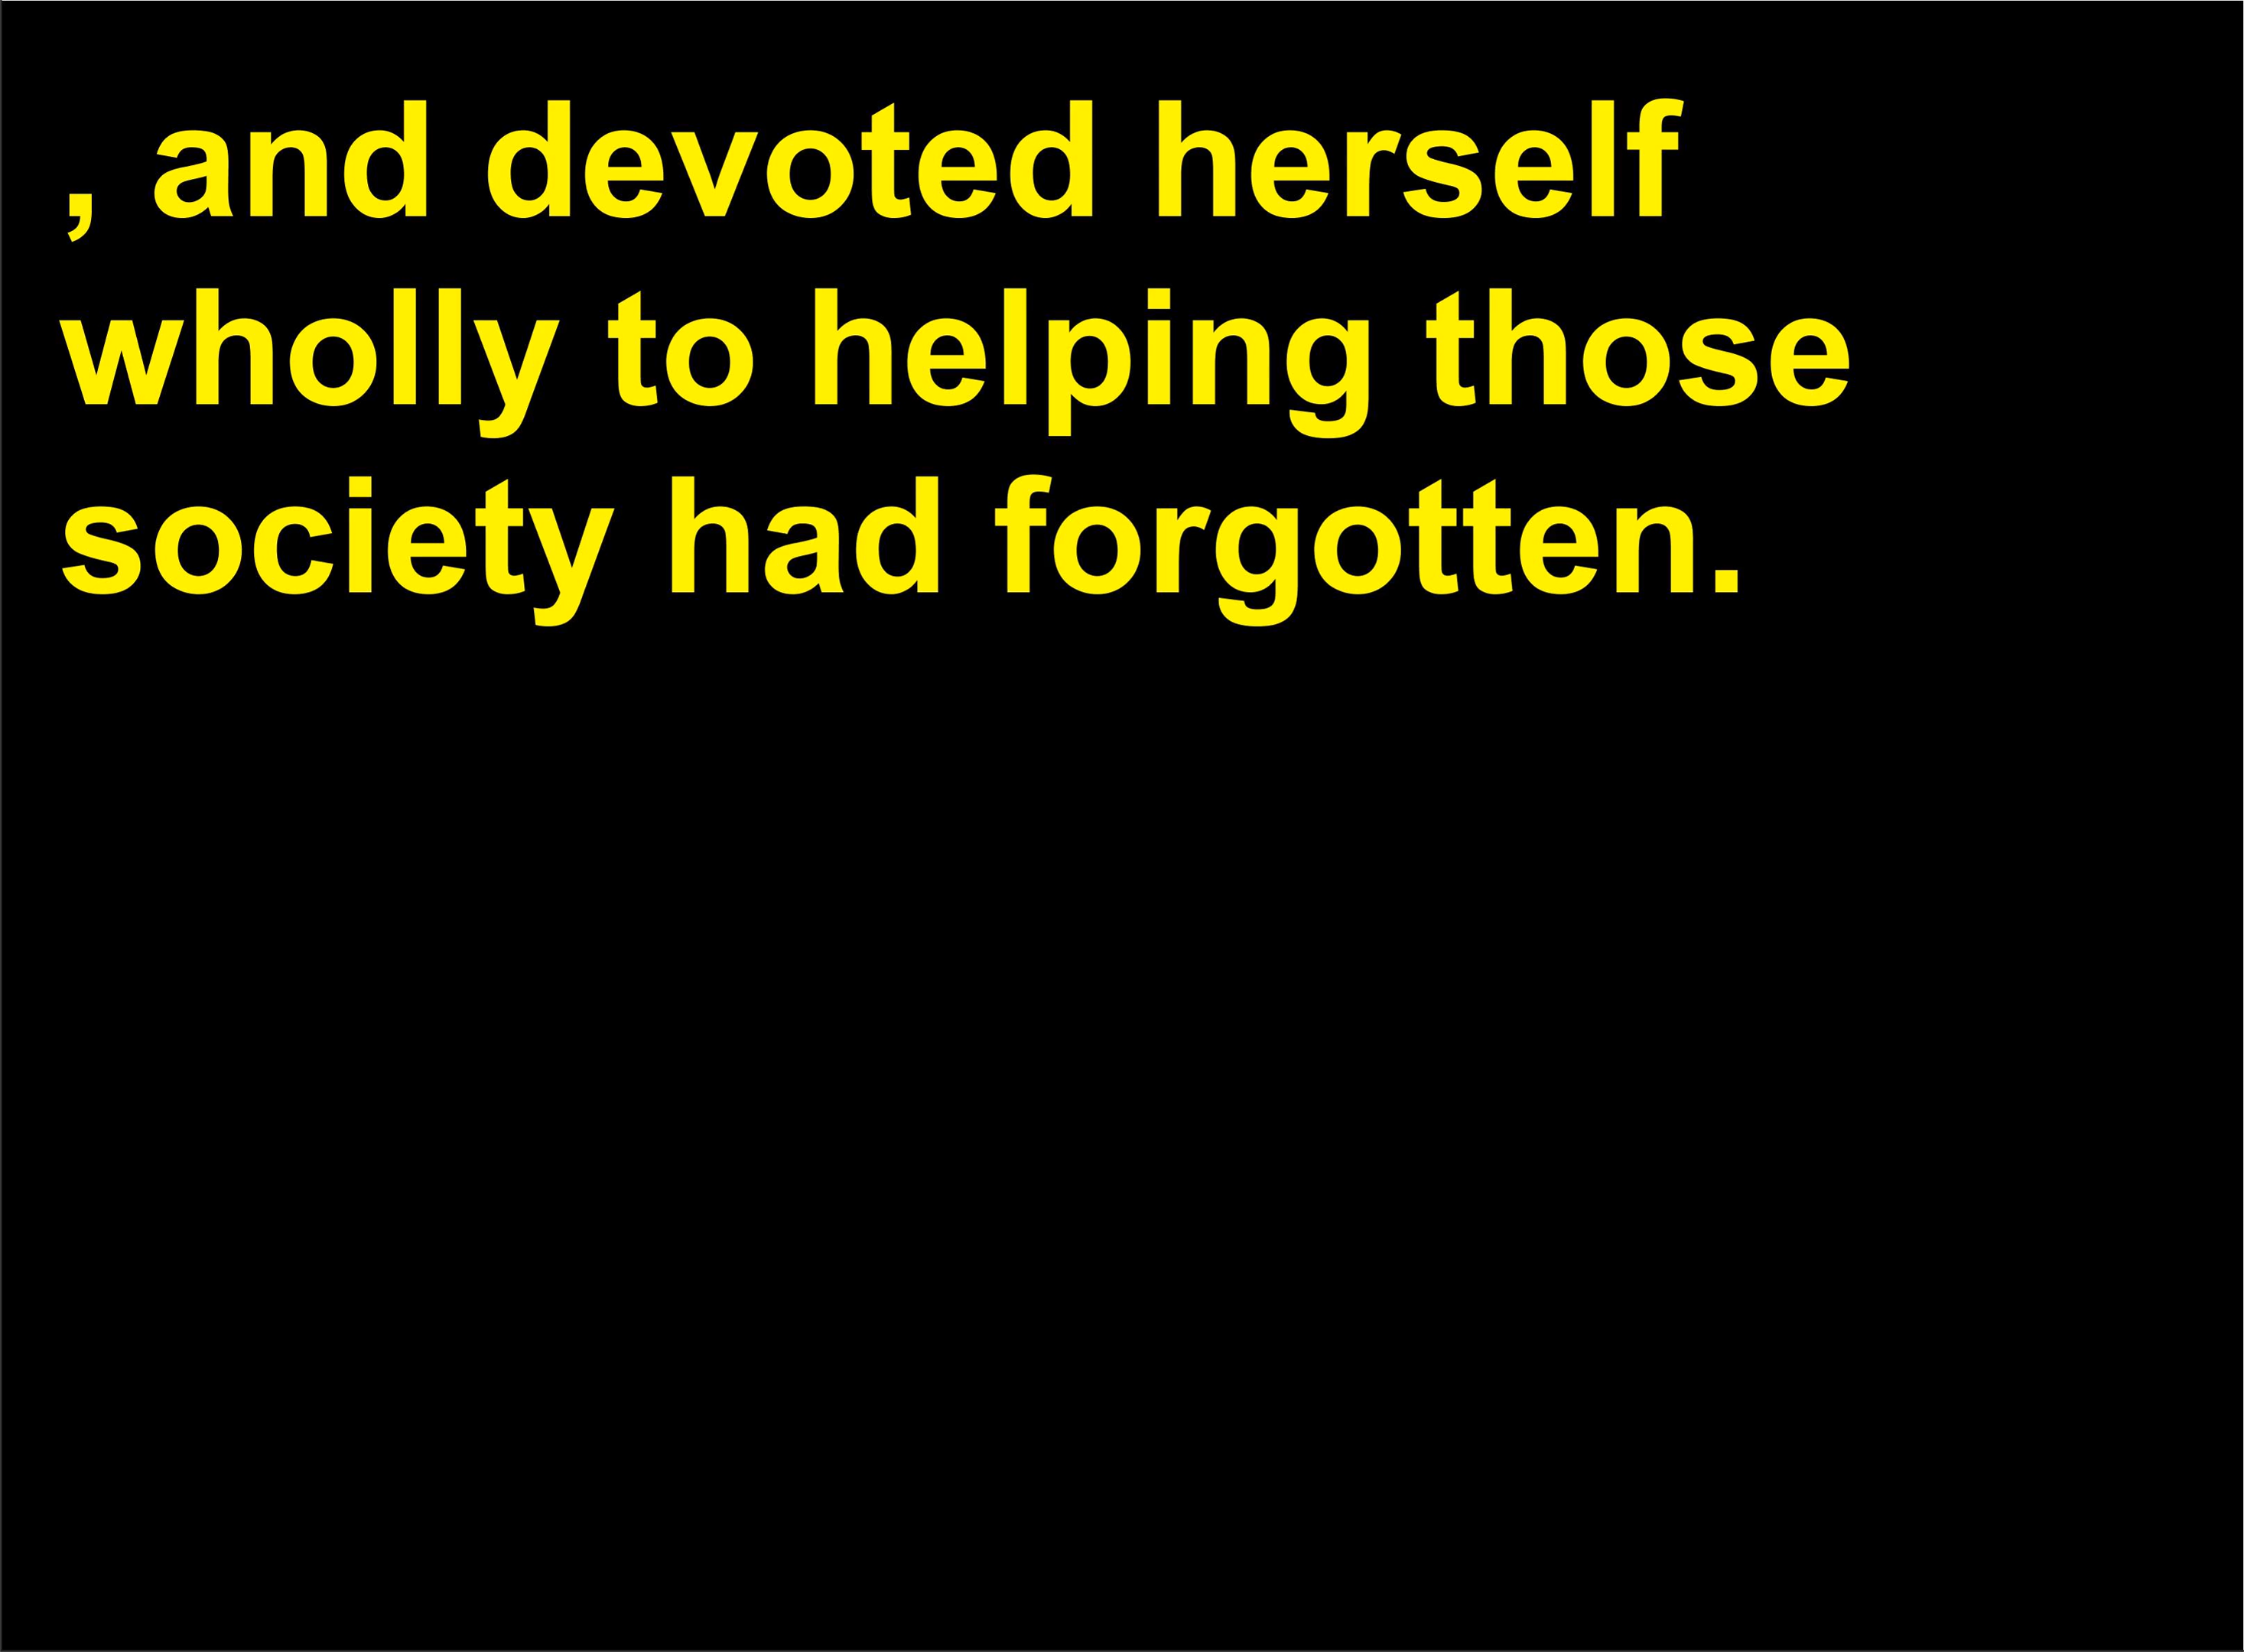 , and devoted herself
wholly to helping those
society had forgotten.